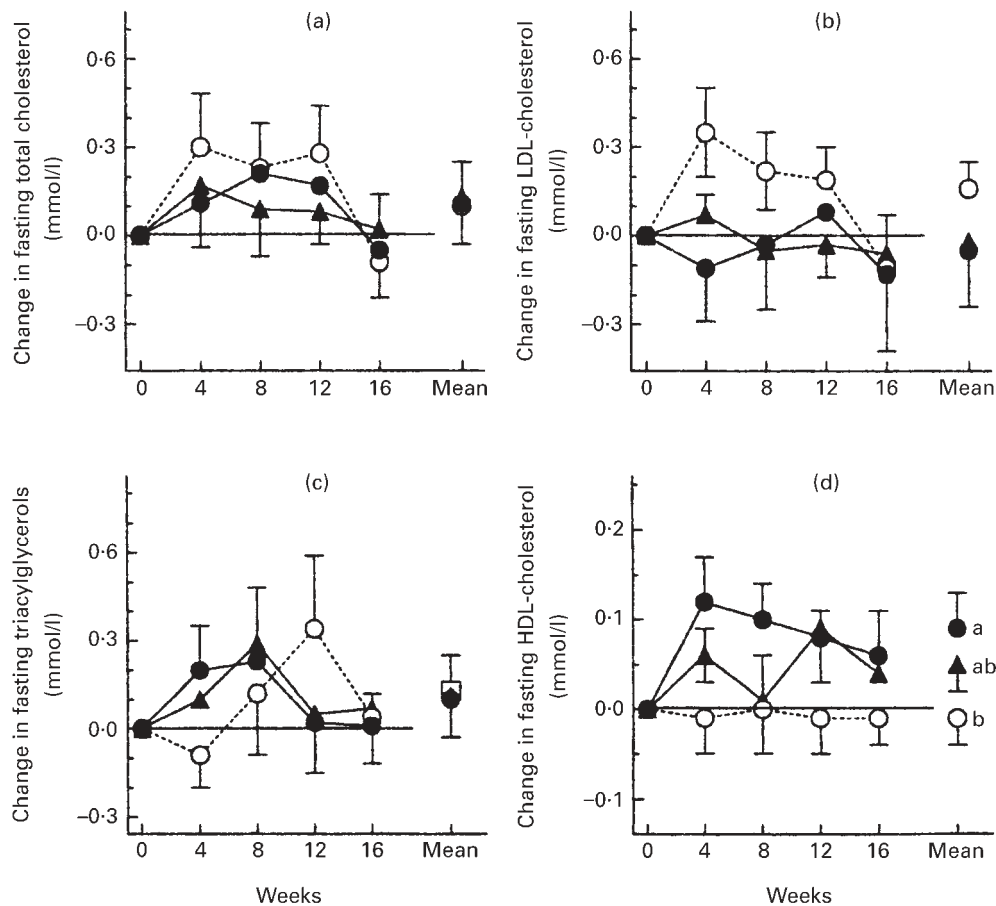 (a)
Change in fasting total cholesterol
(mmol/l)
0·6
0·3
0·0
−0·3
0 4 8 12 16 Mean
(b)
Change in fasting LDL-cholesterol
(mmol/l)
0·6
0·3
0·0
−0·3
0 4 8 12 16 Mean
(c)
Change in fasting triacylglycerols
(mmol/l)
0·6
0·3
0·0
−0·3
0 4 8 12 16 Mean
Weeks
(d)
Change in fasting HDL-cholesterol
(mmol/l)
0·2
0·1
0·0
−0·1
a
ab
b
0 4 8 12 16 Mean
Weeks